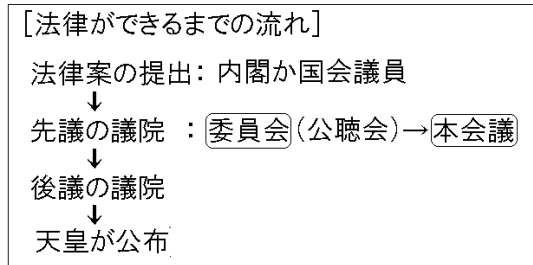 ［法律ができるまでの流れ］
法律案の提出：内閣か国会議員
↓
先議の議院 ：委員会（公聴会）→本会議
↓
後議の議院
↓
天皇が公布